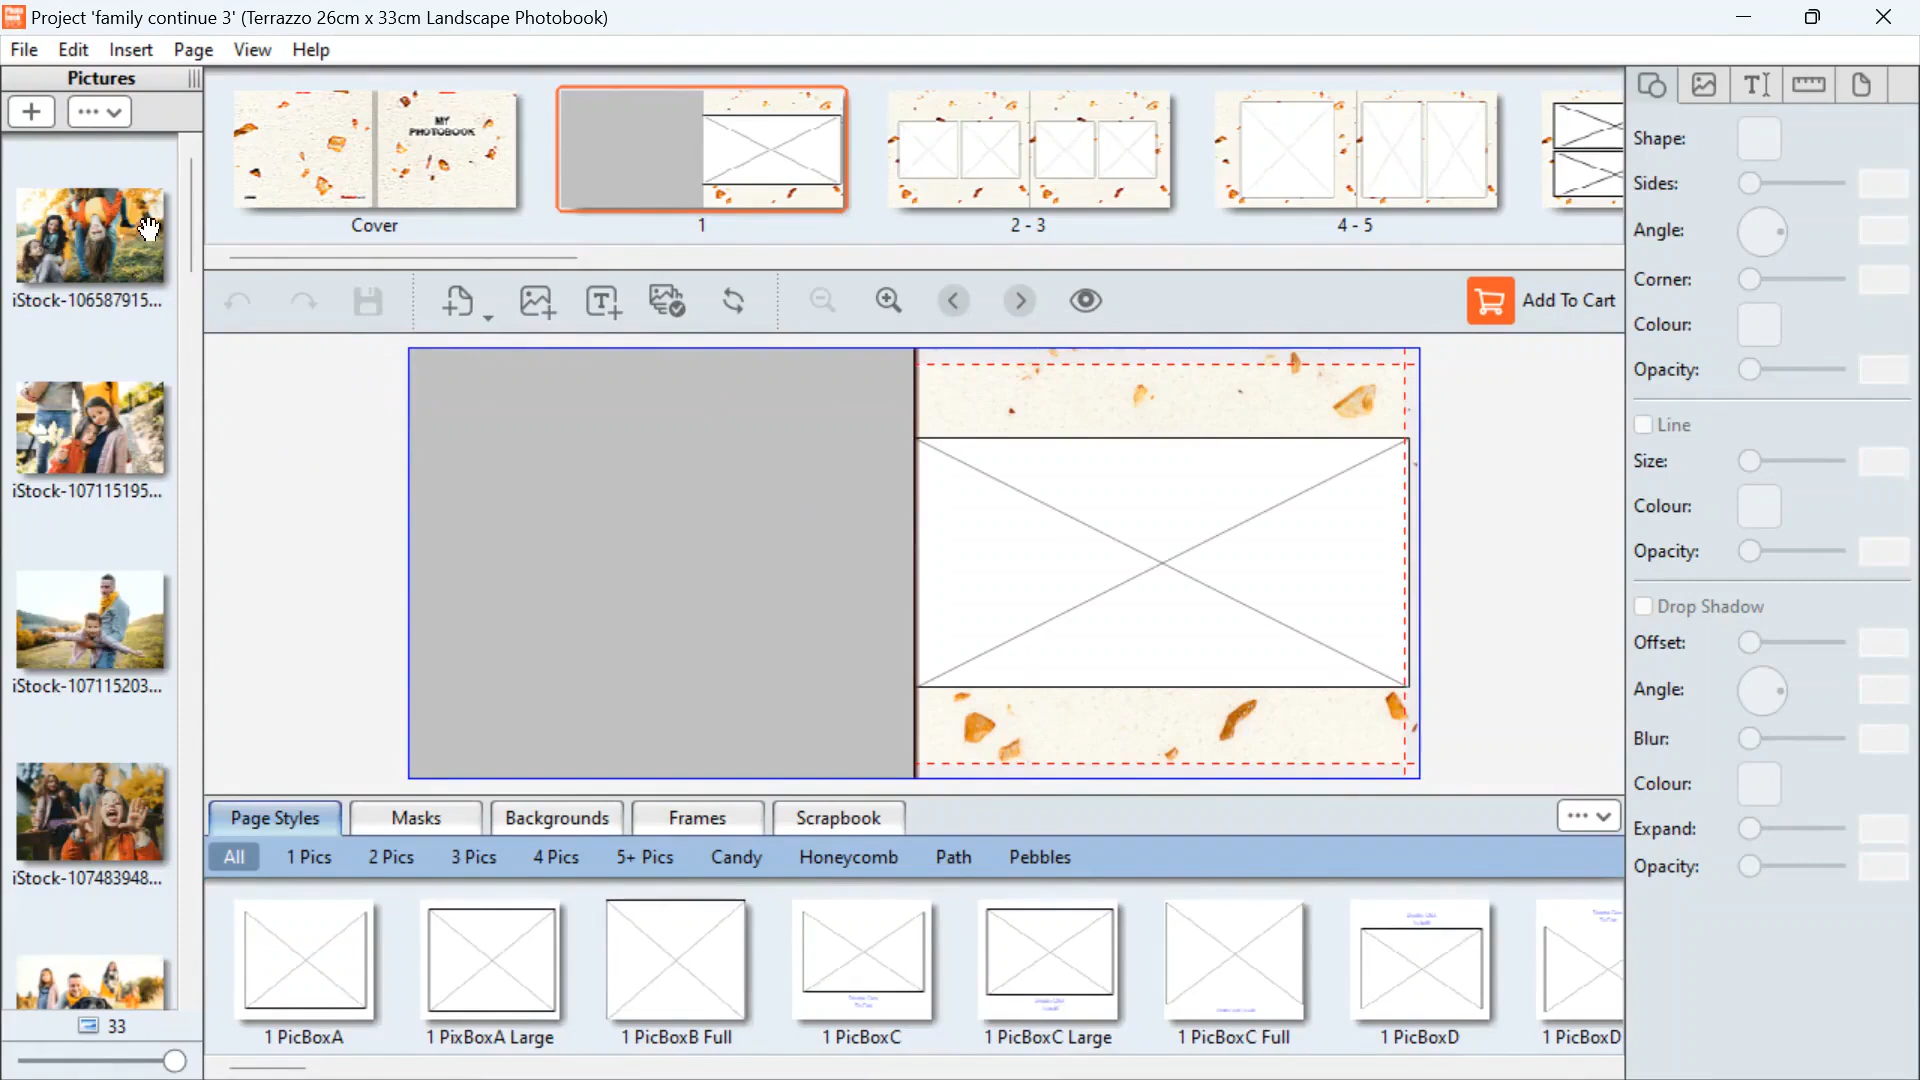 Project 'family continue 3' (Terrazzo 26cm x 33cm Landscape Photobook)
File Edit Insert Page View Help
Pictures
iStock-106587915...
iStock-107115195...
iStock-107115203...
iStock-107483948...
33
MY
PHOTOBOOK
Cover
1
2 - 3
4 - 5
Add To Cart
Page Styles
Masks
Backgrounds
Frames
Scrapbook
All
1 Pics
2 Pics
3 Pics
4 Pics
5+ Pics
Candy
Honeycomb
Path
Pebbles
1 PicBoxA
1 PixBoxA Large
1 PicBoxB Full
1 PicBoxC
1 PicBoxC Large
1 PicBoxC Full
1 PicBoxD
1 PicBoxD
Shape:
Sides:
Angle:
Corner:
Colour:
Opacity:
Line
Size:
Colour:
Opacity:
Drop Shadow
Offset:
Angle:
Blur:
Colour:
Expand:
Opacity: